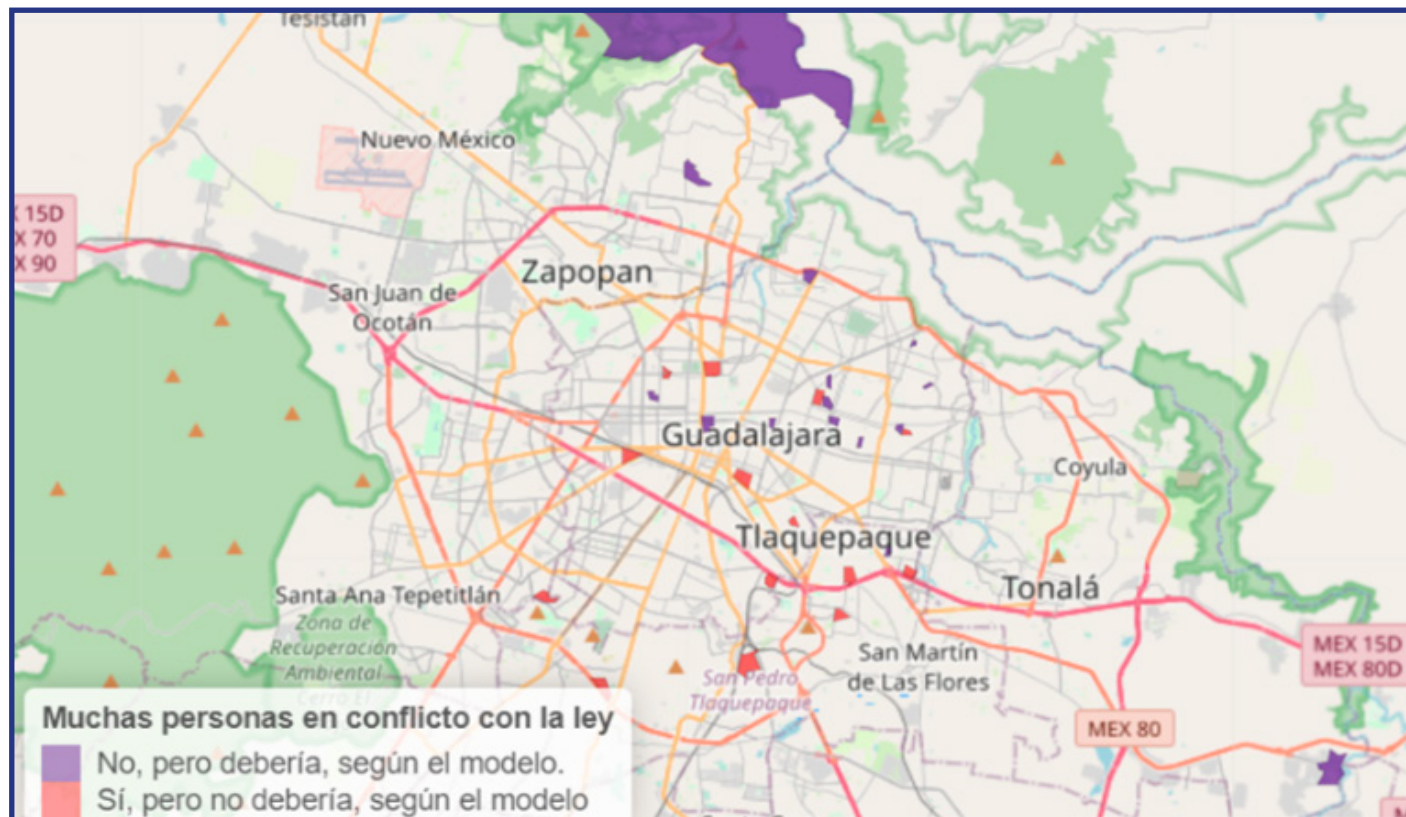 Tesistán
Nuevo México
X 15D
X 70
X 90
Zapopan
San Juan de
Ocotán
Guadalajara
Coyula
Tlaquepaque
Tonalá
Santa Ana Tepetitlán
Zona de
Recuperación
Ambiental
Cerro El
San Pedro
Tlaquepaque
San Martín
de Las Flores
MEX 15D
MEX 80D
MEX 80
Muchas personas en conflicto con la ley
No, pero debería, según el modelo.
Sí, pero no debería, según el modelo